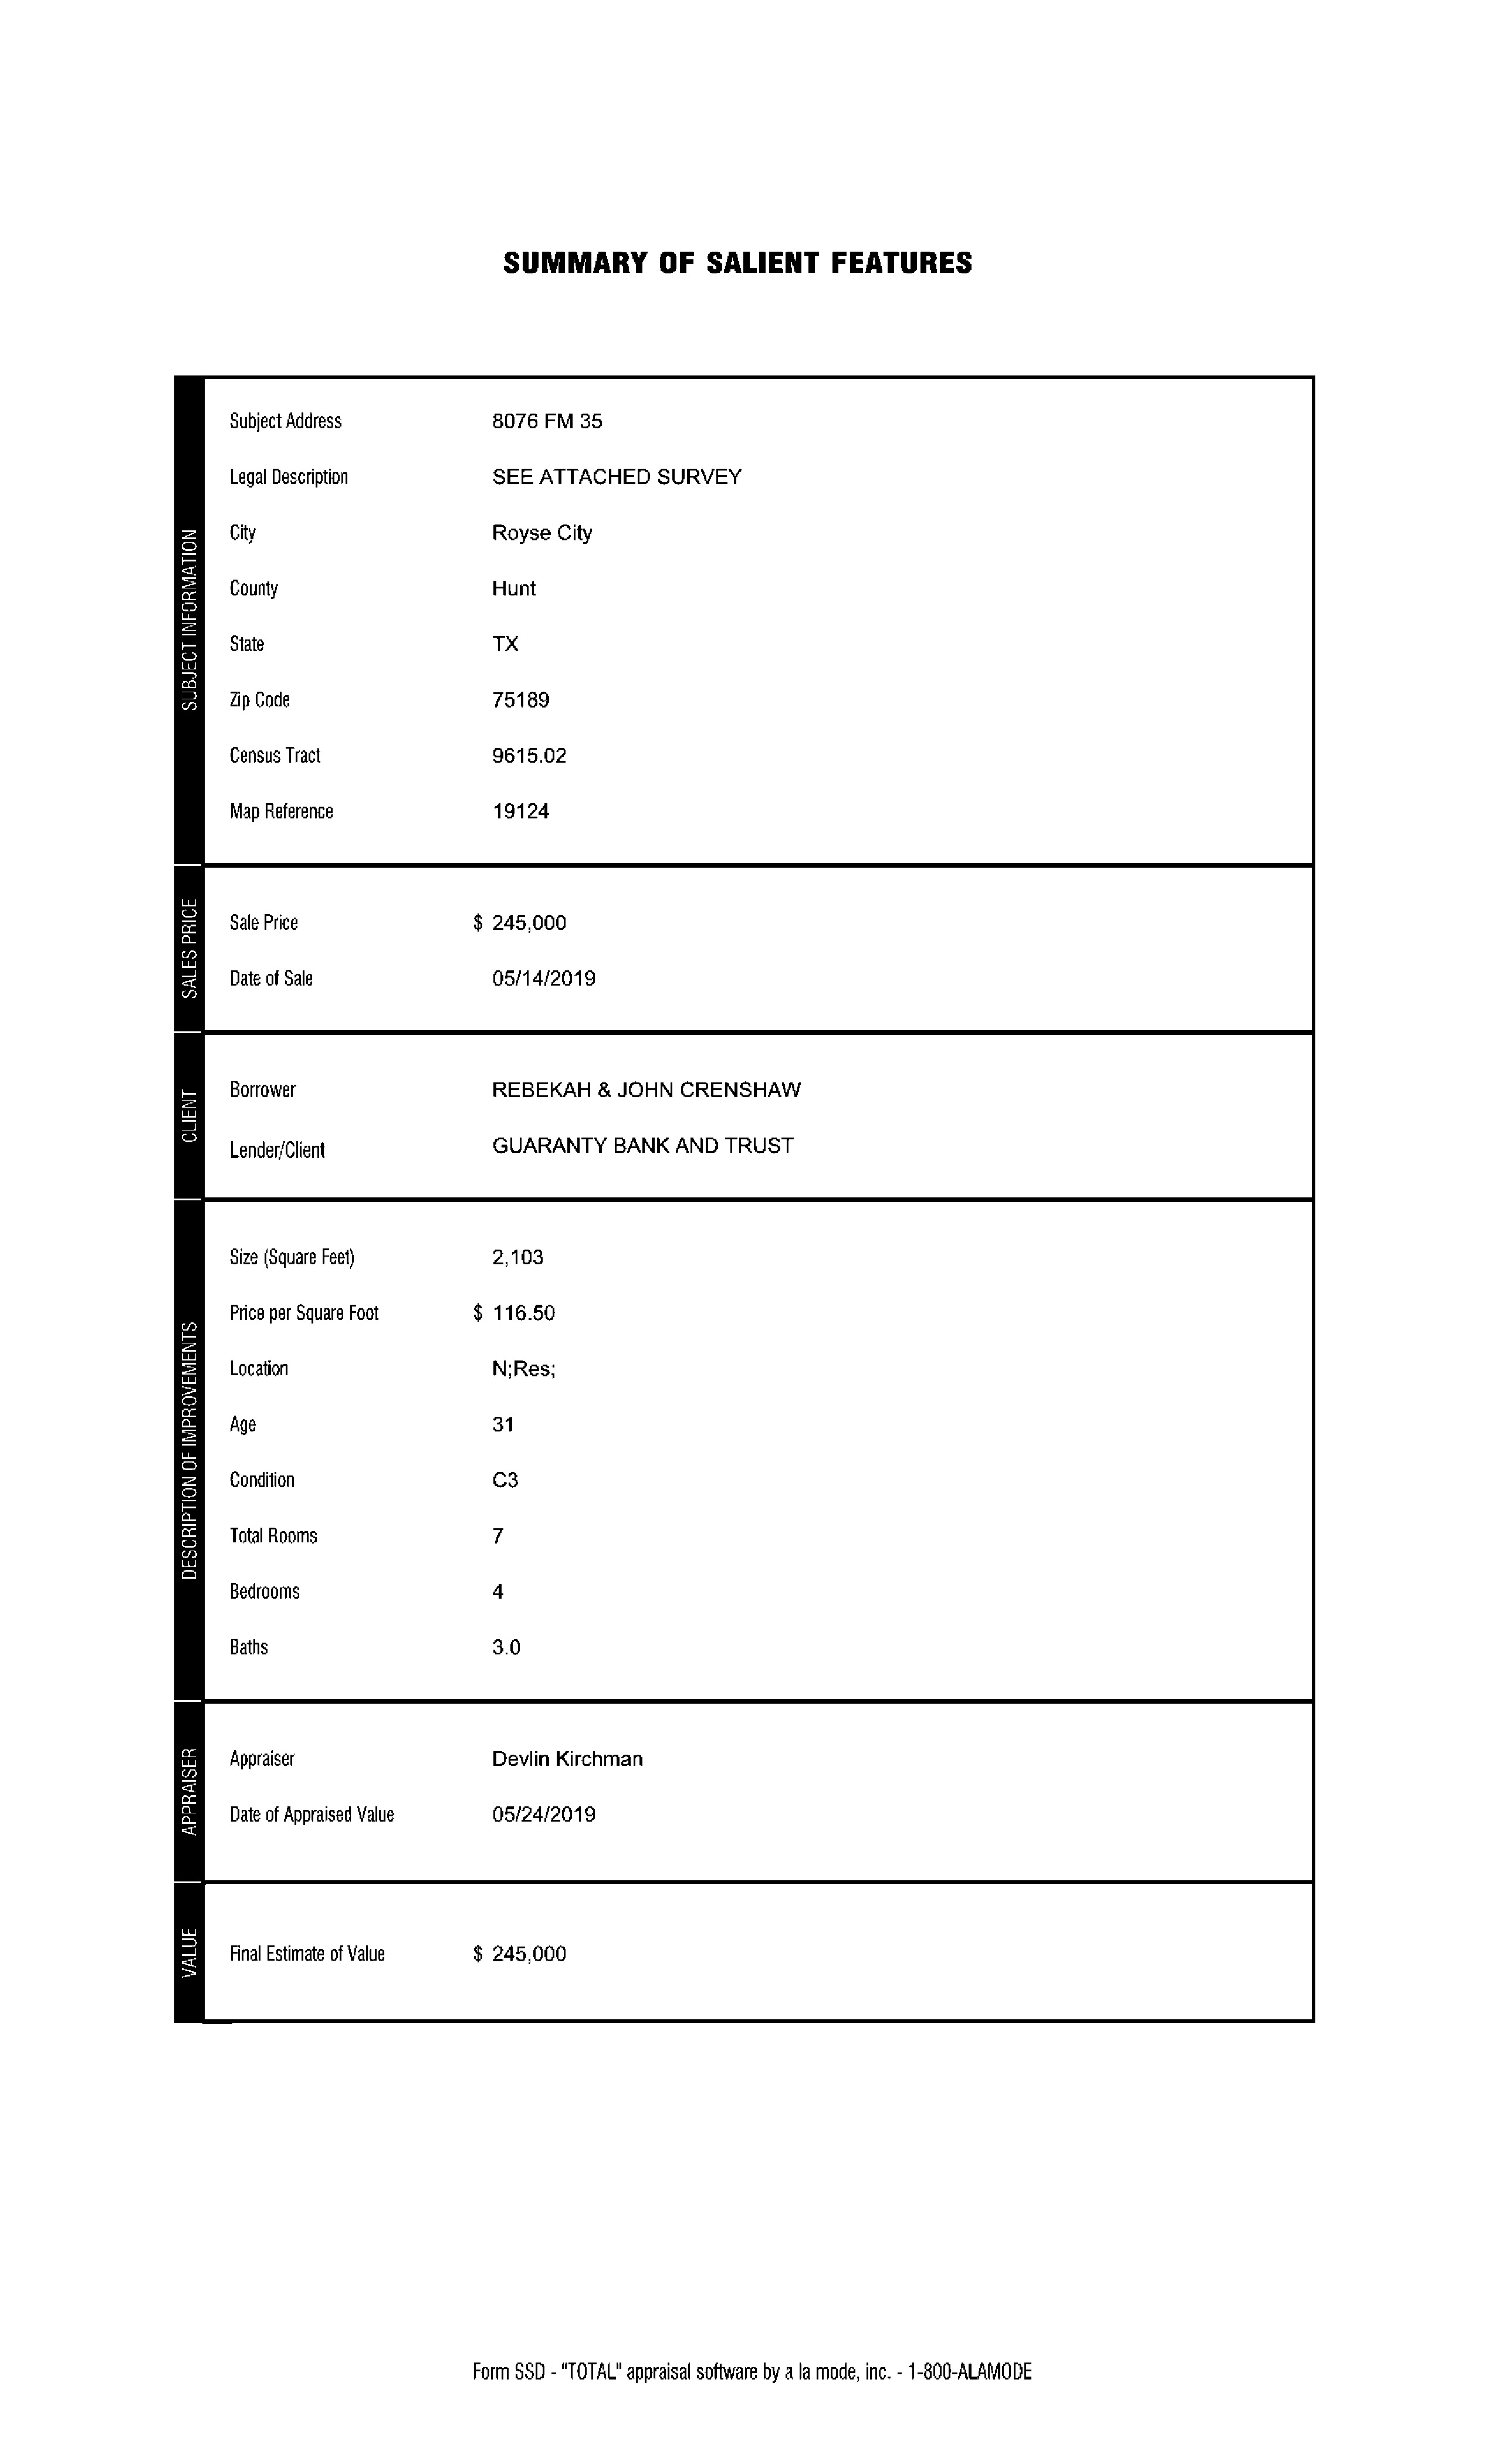 SUMMARY OF SALIENT FEATURES
SUBJECT INFORMATION
Subject Address 8076 FM 35
Legal Description SEE ATTACHED SURVEY
City Royse City
County Hunt
State TX
Zip Code 75189
Census Tract 9615.02
Map Reference 19124
SALES PRICE
Sale Price $ 245,000
Date of Sale 05/14/2019
CLIENT
Borrower REBEKAH & JOHN CRENSHAW
Lender/Client GUARANTY BANK AND TRUST
DESCRIPTION OF IMPROVEMENTS
Size (Square Feet) 2,103
Price per Square Foot $ 116.50
Location N;Res;
Age 31
Condition C3
Total Rooms 7
Bedrooms 4
Baths 3.0
APPRAISER
Appraiser Devlin Kirchman
Date of Appraised Value 05/24/2019
VALUE
Final Estimate of Value $ 245,000
Form SSD - "TOTAL" appraisal software by a la mode, inc. - 1-800-ALAMODE